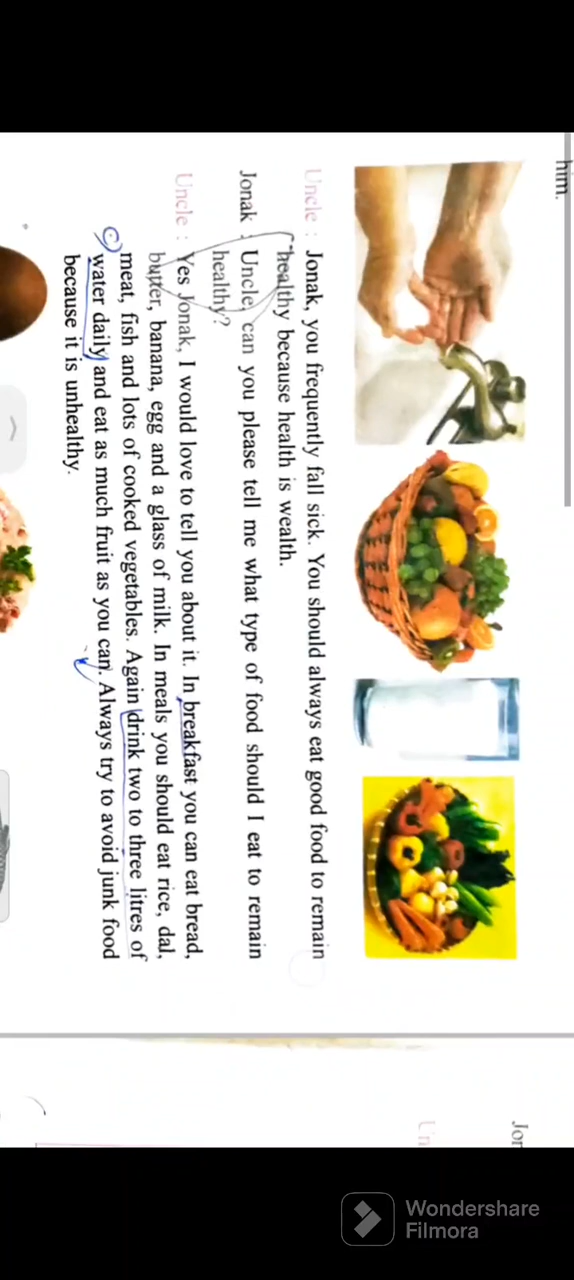 him.
Uncle : Jonak, you frequently fall sick. You should always eat good food to remain
healthy because health is wealth.
Jonak : Uncle, can you please tell me what type of food should I eat to remain
healthy?
Uncle : Yes Jonak, I would love to tell you about it. In breakfast you can eat bread,
butter, banana, egg and a glass of milk. In meals you should eat rice, dal,
meat, fish and lots of cooked vegetables. Again drink two to three litres of
water daily and eat as much fruit as you can. Always try to avoid junk food
because it is unhealthy.
Wondershare
Filmora